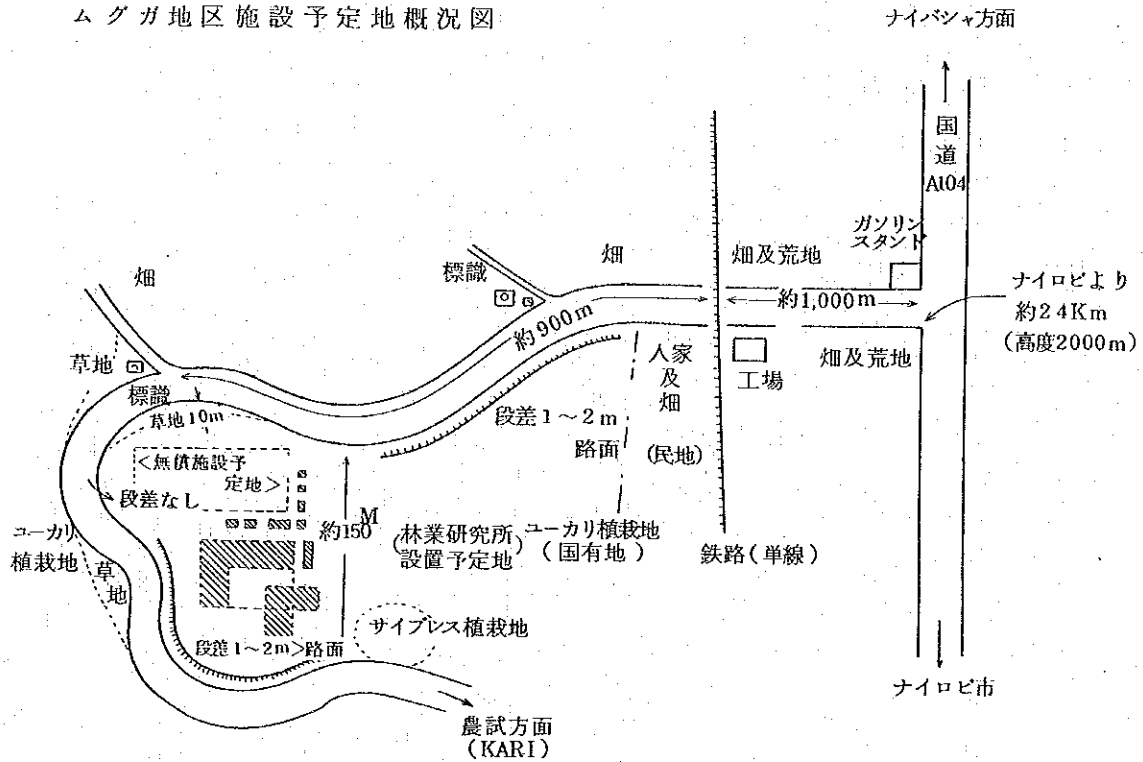 ムグガ地区施設予定地概況図
ナイバシャ方面
国道
A104
ガソリン
スタンド
畑
標識
畑
畑及荒地
約1,000m
ナイロビより
約24Km
(高度2000m)
約900m
草地
標識
草地10m
人家
及
畑
(民地)
工場
畑及荒地
段差1~2m
路面
<無償施設予
定地>
段差なし
約150M
(林業研究所
設置予定地)
ユーカリ植栽地
(国有地)
鉄路(単線)
ユーカリ
植栽地
草地
サイプレス植栽地
段差1~2m>路面
ナイロビ市
農試方面
(KARI)